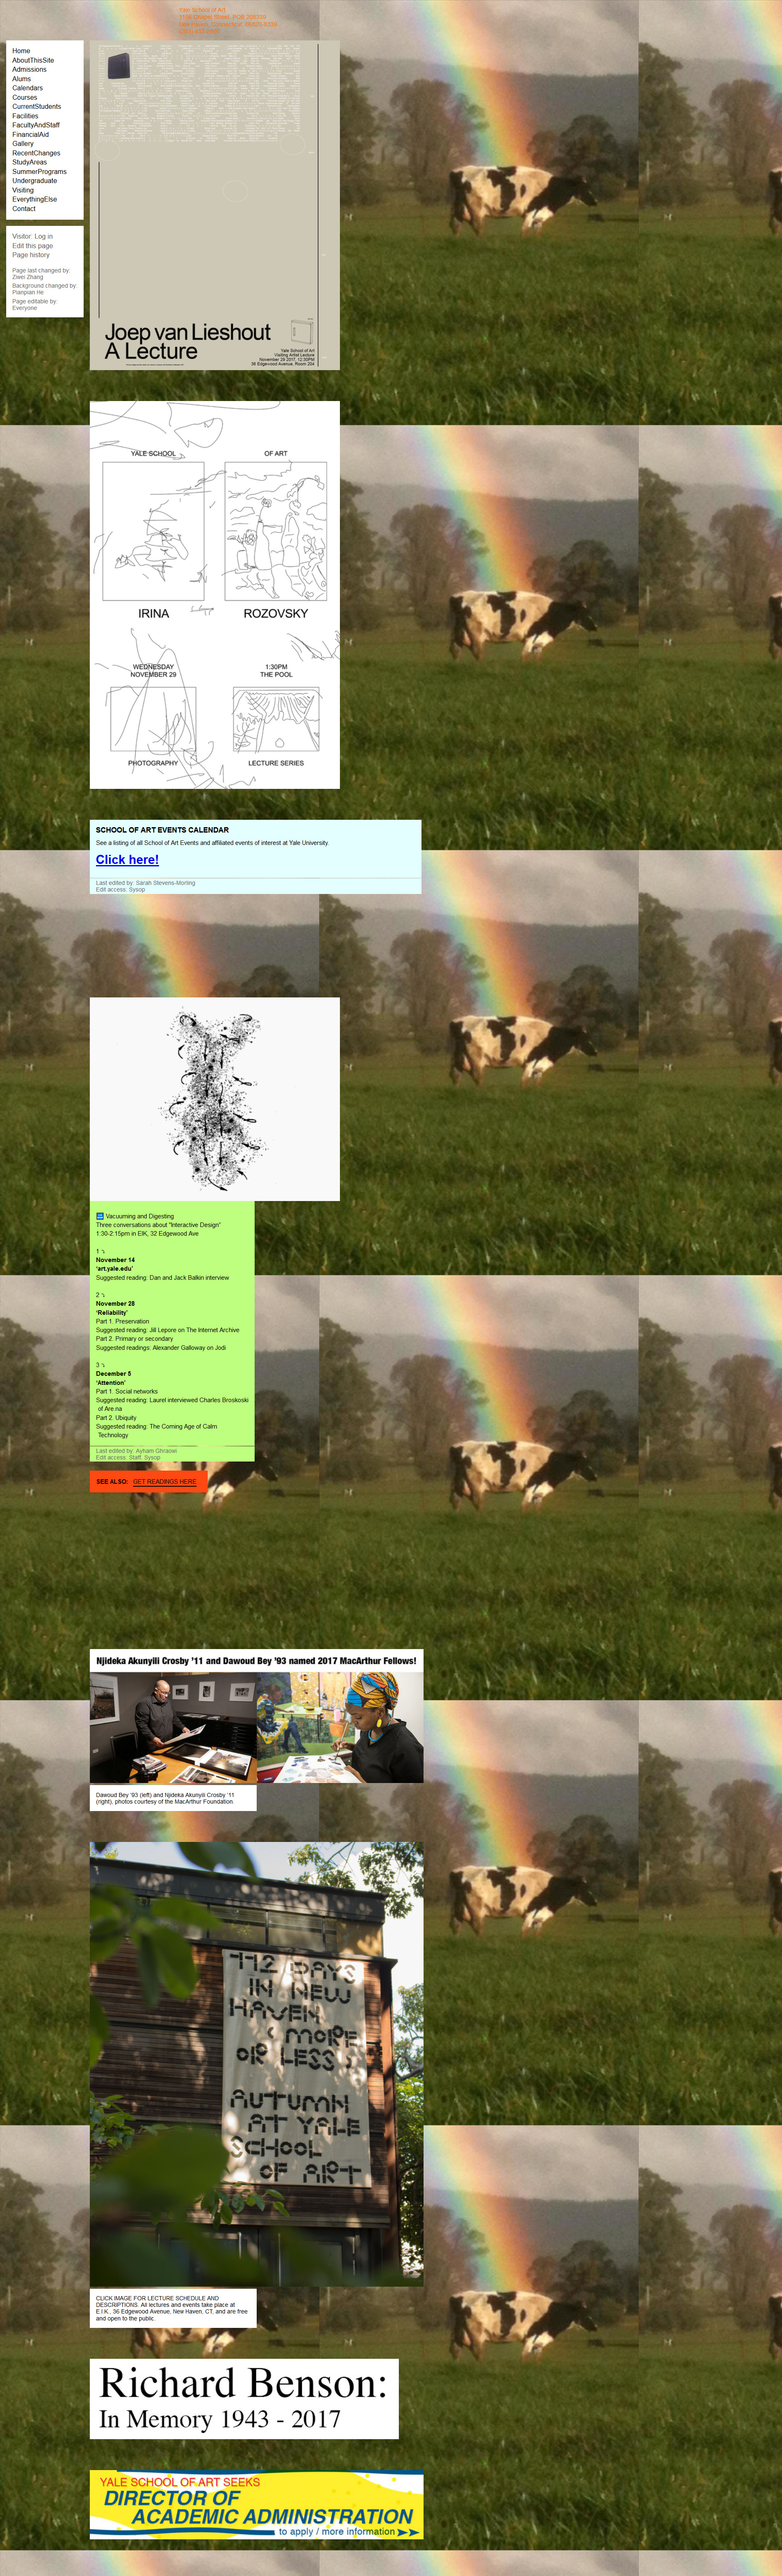 Yale School of Art
New Haven, Connecticut, 06520-8339
Home
AboutThisSite
Admissions
Alums
Calendars
Courses
CurrentStudents
Facilities
FacultyAndStaff
FinancialAid
Gallery
RecentChanges
StudyAreas
SummerPrograms
Undergraduate
Visiting
EverythingElse
Contact
Visitor: Log in
Edit this page
Page history
Page last changed by:
Ziwei Zhang
Background changed by:
Pianpian He
Page editable by:
Everyone
Joep van Lieshout
A Lecture
Yale School of Art
Visiting Artist Lecture
November 29 2017, 12:30PM
36 Edgewood Avenue, Room 204
YALE SCHOOL
OF ART
IRINA
ROZOVSKY
WEDNESDAY
NOVEMBER 29
1:30PM
THE POOL
PHOTOGRAPHY
LECTURE SERIES
SCHOOL OF ART EVENTS CALENDAR
See a listing of all School of Art Events and affiliated events of interest at Yale University.
Click here!
Last edited by: Sarah Stevens-Morling
Edit access: Sysop
Vacuuming and Digesting
Three conversations about "Interactive Design"
1:30-2:15pm in EIK, 32 Edgewood Ave
1
November 14
'art.yale.edu'
Suggested reading: Dan and Jack Balkin interview
2
November 28
'Reliability'
Part 1. Preservation
Suggested reading: Jill Lepore on The Internet Archive
Part 2. Primary or secondary
Suggested readings: Alexander Galloway on Jodi
3
December 5
'Attention'
Part 1. Social networks
Suggested reading: Laurel interviewed Charles Broskoski
of Are.na
Part 2. Ubiquity
Suggested reading: The Coming Age of Calm
Technology
Last edited by: Ayham Ghraowi
Edit access: Staff, Sysop
SEE ALSO: GET READINGS HERE
Njideka Akunyili Crosby '11 and Dawoud Bey '93 named 2017 MacArthur Fellows!
Dawoud Bey '93 (left) and Njideka Akunyili Crosby '11
(right), photos courtesy of the MacArthur Foundation.
112 DAYS
IN NEW
HAVEN
MORE
OR LESS
AUTUMN
AT YALE
SCHOOL
OF ART
CLICK IMAGE FOR LECTURE SCHEDULE AND
DESCRIPTIONS. All lectures and events take place at
E.I.K., 36 Edgewood Avenue, New Haven, CT, and are free
and open to the public.
Richard Benson:
In Memory 1943 - 2017
YALE SCHOOL OF ART SEEKS
DIRECTOR OF
ACADEMIC ADMINISTRATION
to apply / more information